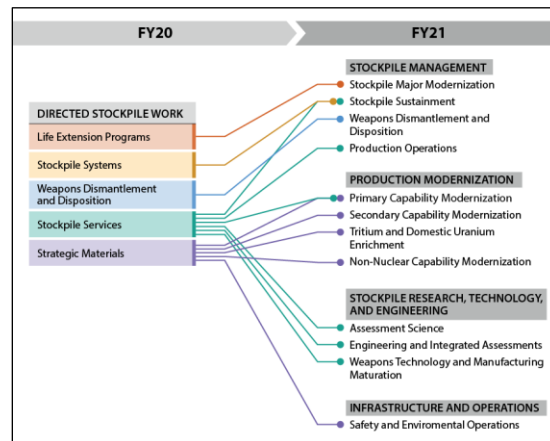 FY20
FY21
DIRECTED STOCKPILE WORK
Life Extension Programs
Stockpile Systems
Weapons Dismantlement
and Disposition
Stockpile Services
Strategic Materials
STOCKPILE MANAGEMENT
Stockpile Major Modernization
Stockpile Sustainment
Weapons Dismantlement and
Disposition
Production Operations
PRODUCTION MODERNIZATION
Primary Capability Modernization
Secondary Capability Modernization
Tritium and Domestic Uranium
Enrichment
Non-Nuclear Capability Modernization
STOCKPILE RESEARCH, TECHNOLOGY,
AND ENGINEERING
Assessment Science
Engineering and Integrated Assessments
Weapons Technology and Manufacturing
Maturation
INFRASTRUCTURE AND OPERATIONS
Safety and Enviromental Operations